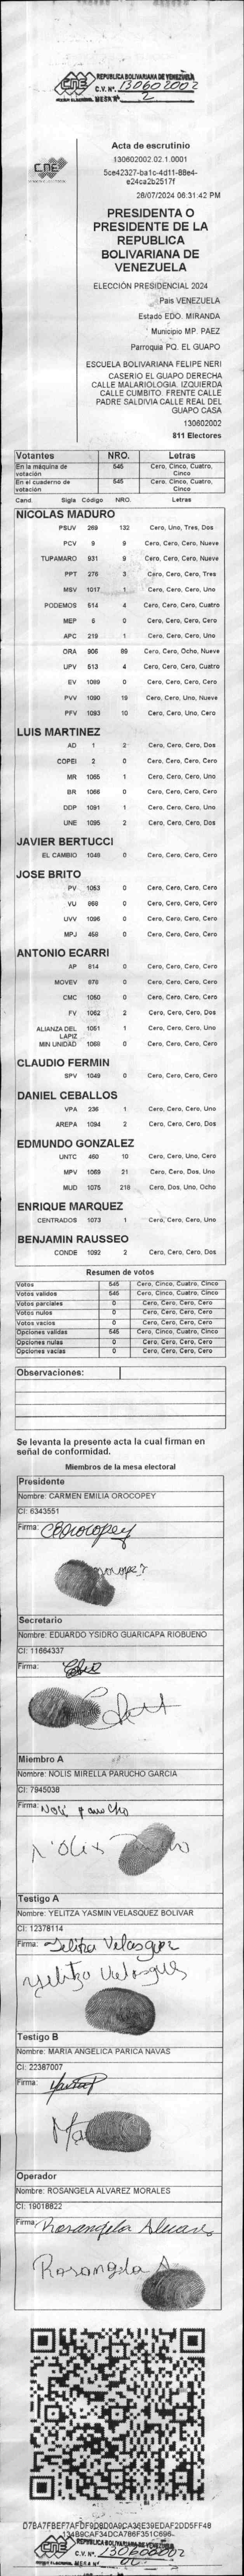 REPUBLICA BOLIVARIANA DE VENEZUELA
CNE C.V. N°. 130602002
MESA N° 2
CNE
Acta de escrutinio
130602002.02.1.0001
5ce42327-ba1c-4d11-88e4-
e24ca2b2517f
28/07/2024 06:31:42 PM
PRESIDENTA O
PRESIDENTE DE LA
REPUBLICA
BOLIVARIANA DE
VENEZUELA
ELECCIÓN PRESIDENCIAL 2024
Pais VENEZUELA
Estado EDO. MIRANDA
Municipio MP. PAEZ
Parroquia PQ. EL GUAPO
ESCUELA BOLIVARIANA FELIPE NERI
CASERIO EL GUAPO DERECHA
CALLE MALARIOLOGIA. IZQUIERDA
CALLE CUMBITO. FRENTE CALLE
PADRE SALDIVIA CALLE REAL DEL
GUAPO CASA
130602002
811 Electores
Votantes NRO. Letras
En la máquina de votación 545 Cero, Cinco, Cuatro, Cinco
En el cuaderno de votación 545 Cero, Cinco, Cuatro, Cinco
Cand. Sigla Código NRO. Letras
NICOLAS MADURO
PSUV 269 132 Cero, Uno, Tres, Dos
PCV 9 9 Cero, Cero, Cero, Nueve
TUPAMARO 931 9 Cero, Cero, Cero, Nueve
PPT 276 3 Cero, Cero, Cero, Tres
MSV 1017 1 Cero, Cero, Cero, Uno
PODEMOS 514 4 Cero, Cero, Cero, Cuatro
MEP 6 0 Cero, Cero, Cero, Cero
APC 219 1 Cero, Cero, Cero, Uno
ORA 906 89 Cero, Cero, Ocho, Nueve
UPV 513 4 Cero, Cero, Cero, Cuatro
EV 1089 0 Cero, Cero, Cero, Cero
PVV 1090 19 Cero, Cero, Uno, Nueve
PFV 1093 10 Cero, Cero, Uno, Cero
LUIS MARTINEZ
AD 1 2 Cero, Cero, Cero, Dos
COPEI 2 0 Cero, Cero, Cero, Cero
MR 1065 1 Cero, Cero, Cero, Uno
BR 1066 0 Cero, Cero, Cero, Cero
DDP 1091 1 Cero, Cero, Cero, Uno
UNE 1095 2 Cero, Cero, Cero, Dos
JAVIER BERTUCCI
EL CAMBIO 1048 0 Cero, Cero, Cero, Cero
JOSE BRITO
PV 1053 0 Cero, Cero, Cero, Cero
VU 868 0 Cero, Cero, Cero, Cero
UVV 1096 0 Cero, Cero, Cero, Cero
MPJ 458 0 Cero, Cero, Cero, Cero
ANTONIO ECARRI
AP 814 0 Cero, Cero, Cero, Cero
MOVEV 878 0 Cero, Cero, Cero, Cero
CMC 1050 0 Cero, Cero, Cero, Cero
FV 1062 2 Cero, Cero, Cero, Dos
ALIANZA DEL LAPIZ 1051 1 Cero, Cero, Cero, Uno
MIN UNIDAD 1068 0 Cero, Cero, Cero, Cero
CLAUDIO FERMIN
SPV 1049 0 Cero, Cero, Cero, Cero
DANIEL CEBALLOS
VPA 236 1 Cero, Cero, Cero, Uno
AREPA 1094 2 Cero, Cero, Cero, Dos
EDMUNDO GONZALEZ
UNTC 460 10 Cero, Cero, Uno, Cero
MPV 1069 21 Cero, Cero, Dos, Uno
MUD 1075 218 Cero, Dos, Uno, Ocho
ENRIQUE MARQUEZ
CENTRADOS 1073 1 Cero, Cero, Cero, Uno
BENJAMIN RAUSSEO
CONDE 1092 2 Cero, Cero, Cero, Dos
Resumen de votos
Votos 545 Cero, Cinco, Cuatro, Cinco
Votos validos 545 Cero, Cinco, Cuatro, Cinco
Votos parciales 0 Cero, Cero, Cero, Cero
Votos nulos 0 Cero, Cero, Cero, Cero
Votos vacios 0 Cero, Cero, Cero, Cero
Opciones validas 545 Cero, Cinco, Cuatro, Cinco
Opciones nulas 0 Cero, Cero, Cero, Cero
Opciones vacias 0 Cero, Cero, Cero, Cero
Observaciones:
Se levanta la presente acta la cual firman en
señal de conformidad.
Miembros de la mesa electoral
Presidente
Nombre: CARMEN EMILIA OROCOPEY
CI: 6343551
Firma: COrocopey
Secretario
Nombre: EDUARDO YSIDRO GUARICAPA RIOBUENO
CI: 11664337
Firma:
Miembro A
Nombre: NOLIS MIRELLA PARUCHO GARCIA
CI: 7945038
Firma: Nolis Parucho
Nolis
Testigo A
Nombre: YELITZA YASMIN VELASQUEZ BOLIVAR
CI: 12378114
Firma: Yelitza Velasquez
Yelitza Velasquez
Testigo B
Nombre: MARIA ANGELICA PARICA NAVAS
CI: 22387007
Firma:
Operador
Nombre: ROSANGELA ALVAREZ MORALES
CI: 19018822
Firma: Rosangela Alvarez
Rosangela A
D7BA7FBEF7AFDF9D8D0A9CA36E39EDAF2DD5FF48
13489CAF34DCA786F351C696-
REPUBLICA BOLIVARIANA DE VENEZUELA
CNE C.V. N°. 130602002
MESA N°